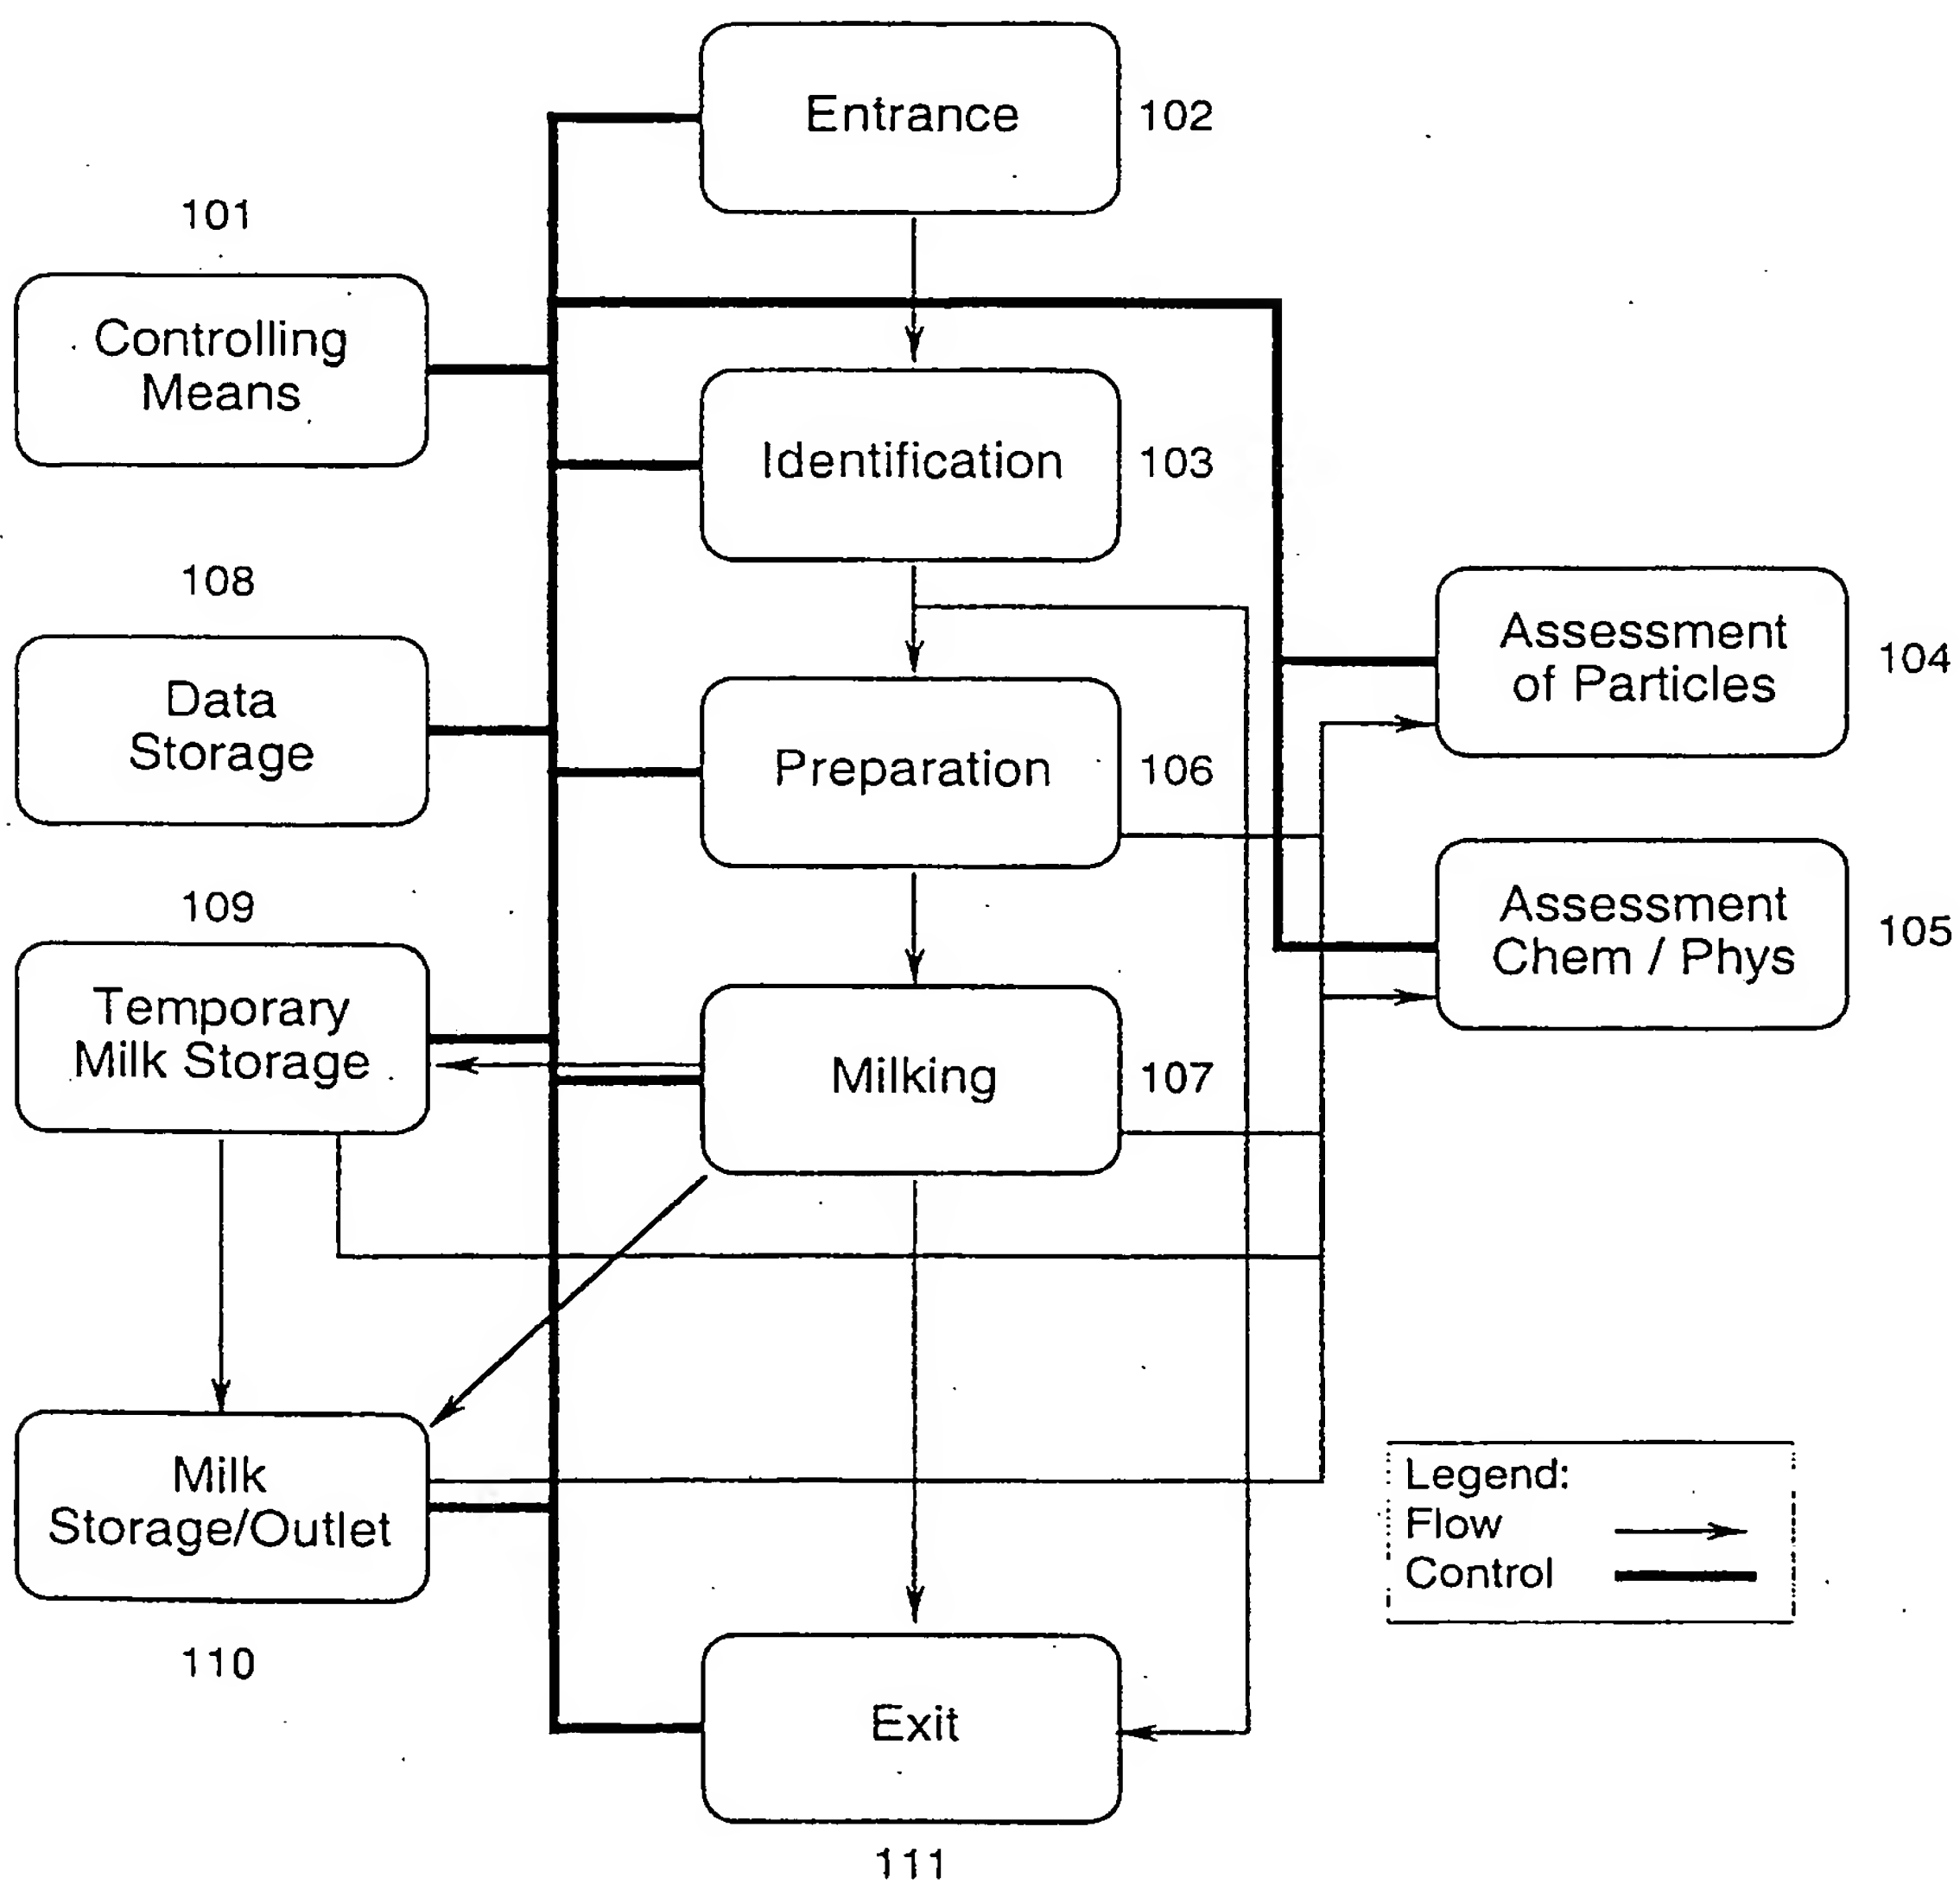 Entrance
102
101
Controlling
Means
Identification
103
108
Data
Storage
Assessment
of Particles
104
Preparation
106
109
Temporary
Milk Storage
Assessment
Chem / Phys
105
Milking
107
Milk
Storage/Outlet
110
Legend:
Flow
Control
Exit
111